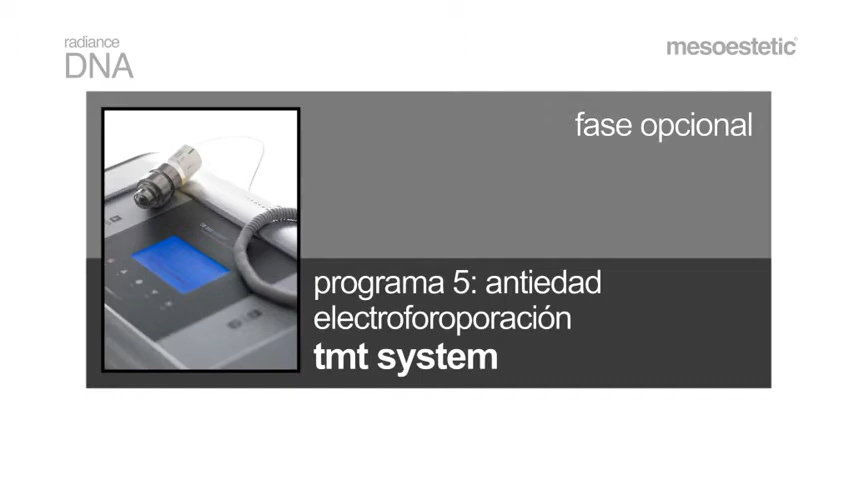 radiance
DNA
mesoestetic®
fase opcional
programa 5: antiedad
electroforoporación
tmt system